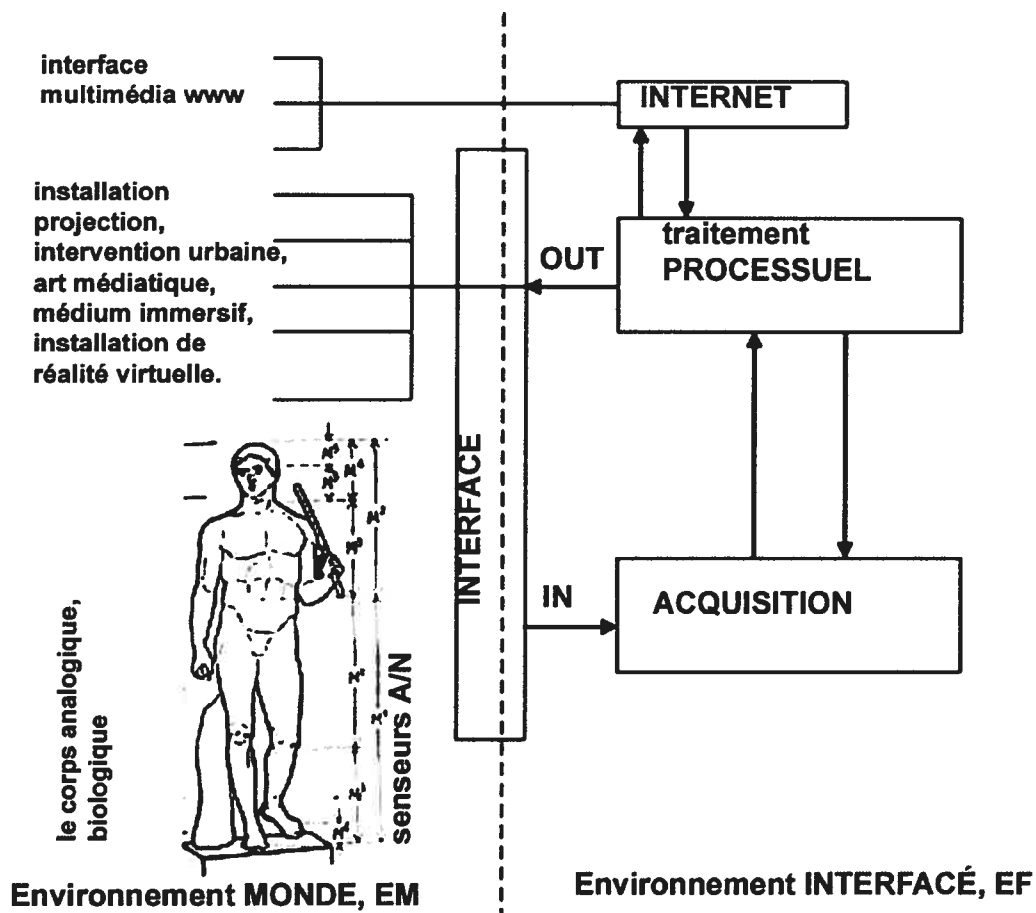 interface
multimédia www
INTERNET
installation
projection,
intervention urbaine,
art médiatique,
médium immersif,
installation de
réalité virtuelle.
OUT
traitement
PROCESSUEL
INTERFACE
IN
ACQUISITION
le corps analogique,
biologique
senseurs A/N
Environnement MONDE, EM
Environnement INTERFACÉ, EF